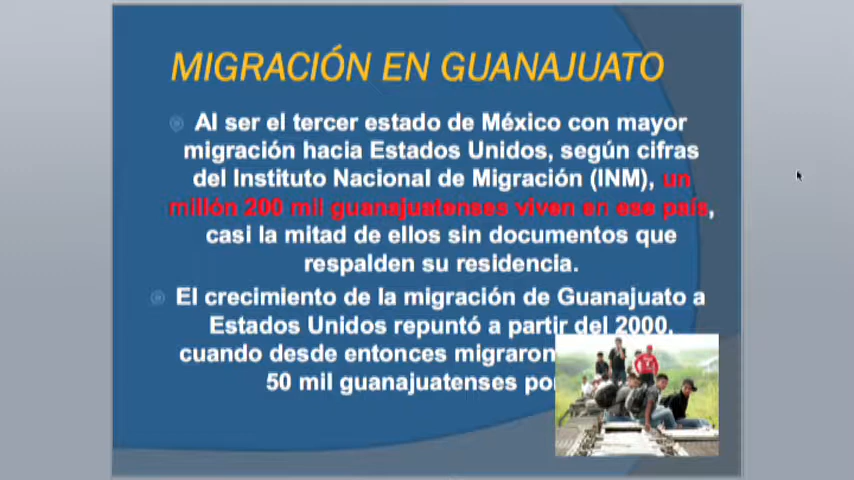 MIGRACIÓN EN GUANAJUATO
Al ser el tercer estado de México con mayor
migración hacia Estados Unidos, según cifras
del Instituto Nacional de Migración (INM), un
millón 200 mil guanajuatenses viven en ese país,
casi la mitad de ellos sin documentos que
respalden su residencia.
El crecimiento de la migración de Guanajuato a
Estados Unidos repuntó a partir del 2000,
cuando desde entonces migraron
50 mil guanajuatenses